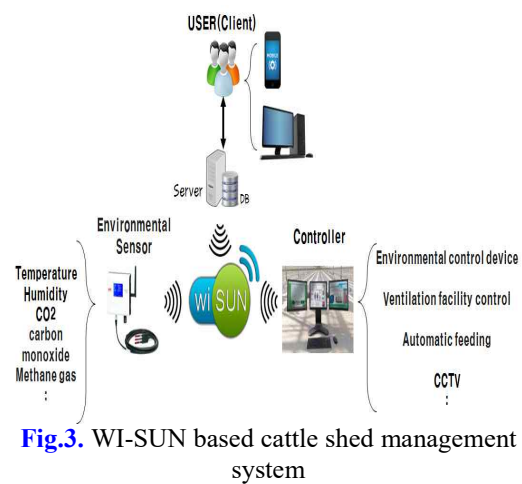 USER(Client)
MOBILE
Server
DB
Environmental
Sensor
Controller
Temperature
Humidity
CO2
carbon
monoxide
Methane gas
:
WI SUN
Environmental control device
Ventilation facility control
Automatic feeding
CCTV
:
Fig.3. WI-SUN based cattle shed management
system